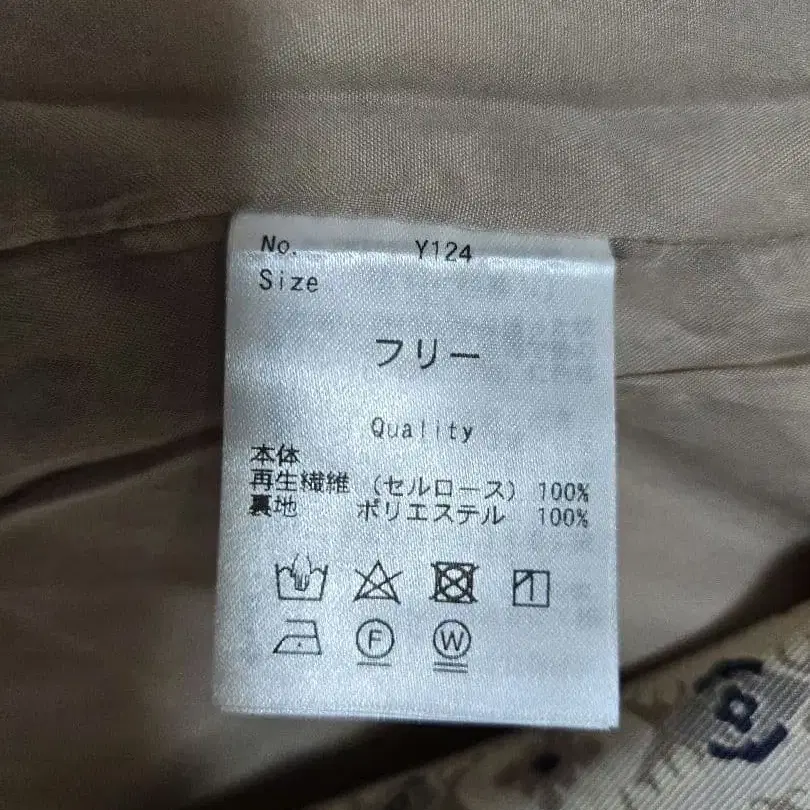 No. Y124
Size
フリー
Quality
本体
再生繊維 (セルロース) 100%
裏地 ポリエステル 100%
F W